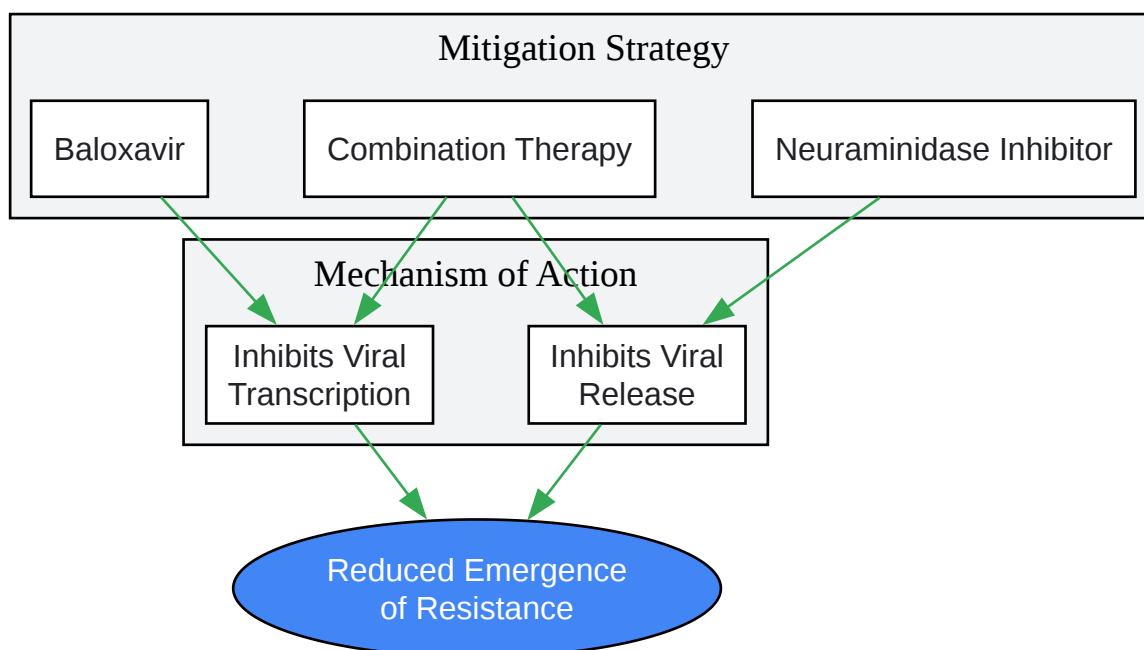 Mitigation Strategy
Baloxavir
Combination Therapy
Neuraminidase Inhibitor
Mechanism of Action
Inhibits Viral
Transcription
Inhibits Viral
Release
Reduced Emergence
of Resistance